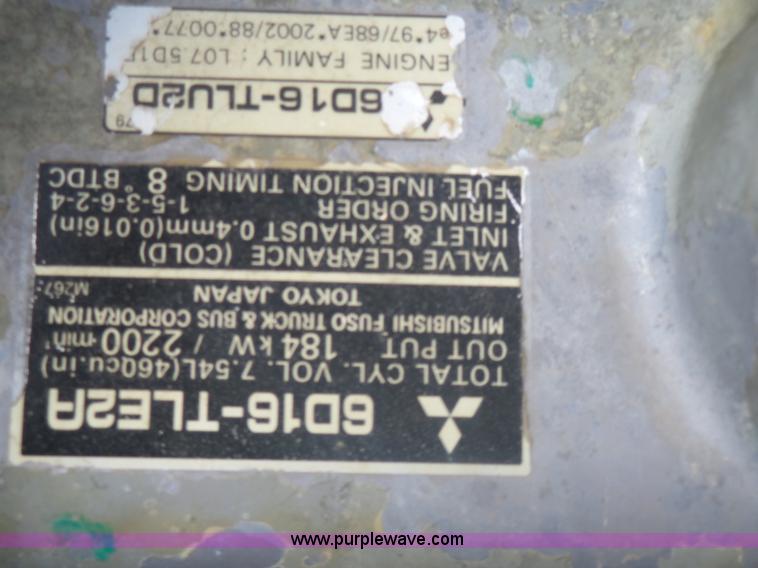 6D16-TLE2A
TOTAL CYL. VOL. 7.54L(460cu.in)
OUT PUT 184 kW / 2200 min
MITSUBISHI FUSO TRUCK & BUS CORPORATION
TOKYO JAPAN M267
VALVE CLEARANCE (COLD)
INLET & EXHAUST 0.4mm(0.016in)
FIRING ORDER 1-5-3-6-2-4
FUEL INJECTION TIMING 8° BTDC
79
6D16-TLU2D
ENGINE FAMILY : L07.5D1
e4*97/68EA*2002/88*0077
www.purplewave.com